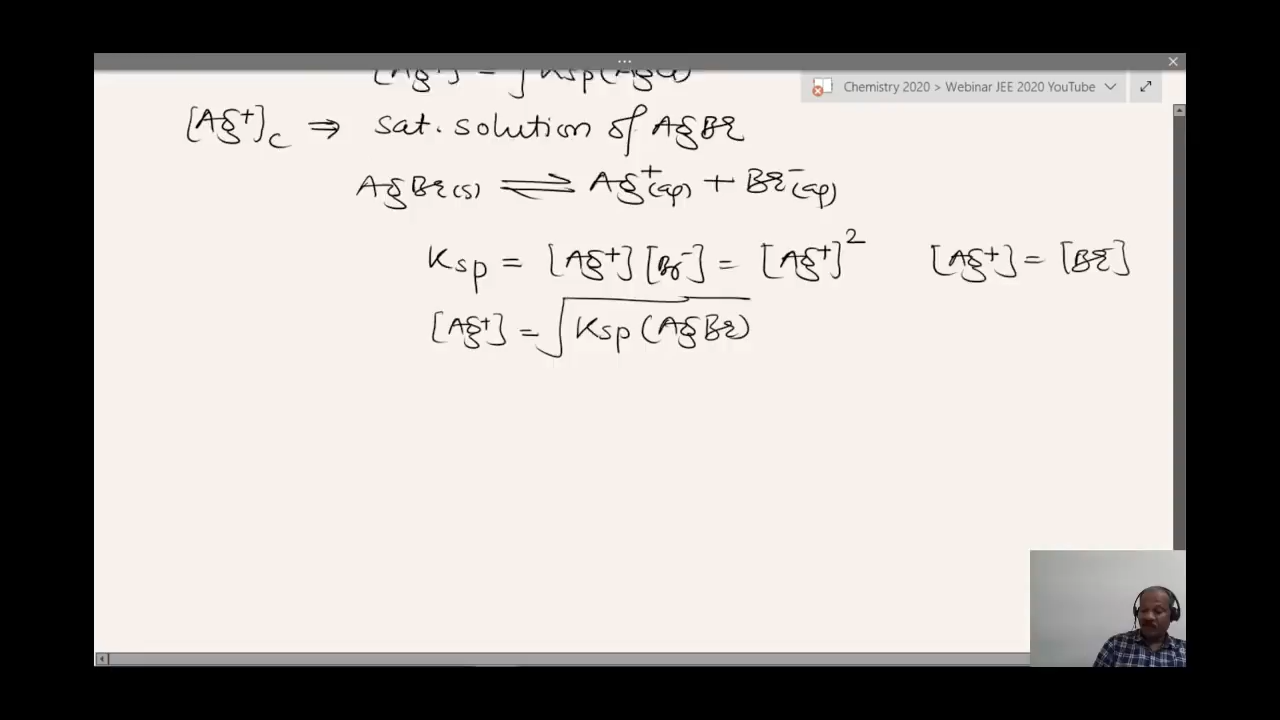 Chemistry 2020 > Webinar JEE 2020 YouTube
[Ag+]c ⇒ sat. solution of AgBr
AgBr(s) ⇌ Ag+(aq) + Br-(aq)
Ksp = [Ag+][Br-] = [Ag+]² [Ag+] = [Br]
[Ag+] = √Ksp(AgBr)